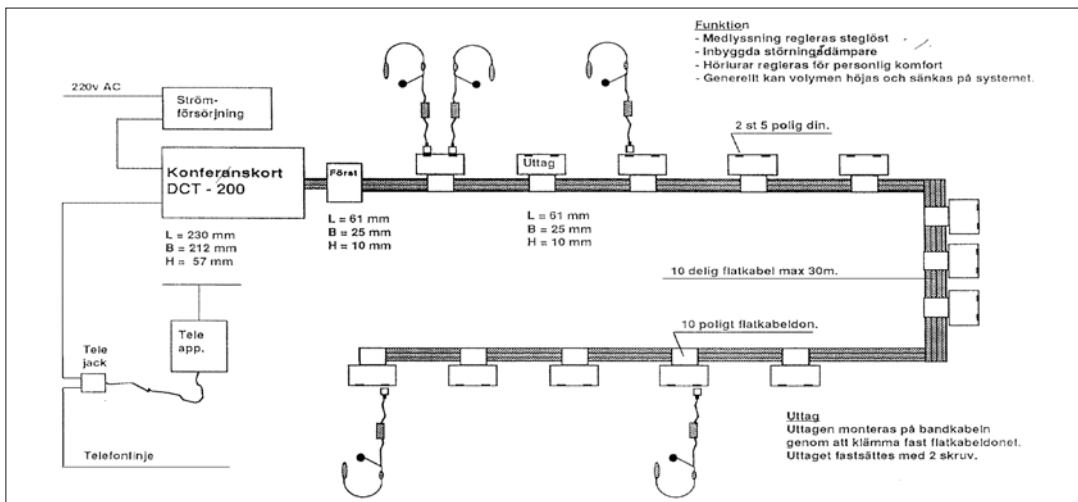 Funktion
- Medlyssning regleras steglöst
- Inbyggda störningsdämpare
- Hörlurar regleras för personlig komfort
- Generellt kan volymen höjas och sänkas på systemet.
220v AC
Ström-
försörjning
2 st 5 polig din.
Konferanskort
DCT - 200
Först
Uttag
L = 230 mm
B = 212 mm
H = 57 mm
L = 61 mm
B = 25 mm
H = 10 mm
L = 61 mm
B = 25 mm
H = 10 mm
10 delig flatkabel max 30m.
Tele
app.
10 poligt flatkabeldon.
Tele
jack
Telefonlinje
Uttag
Uttagen monteras på bandkabeln
genom att klämma fast flatkabeldonet.
Uttaget fastsättes med 2 skruv.